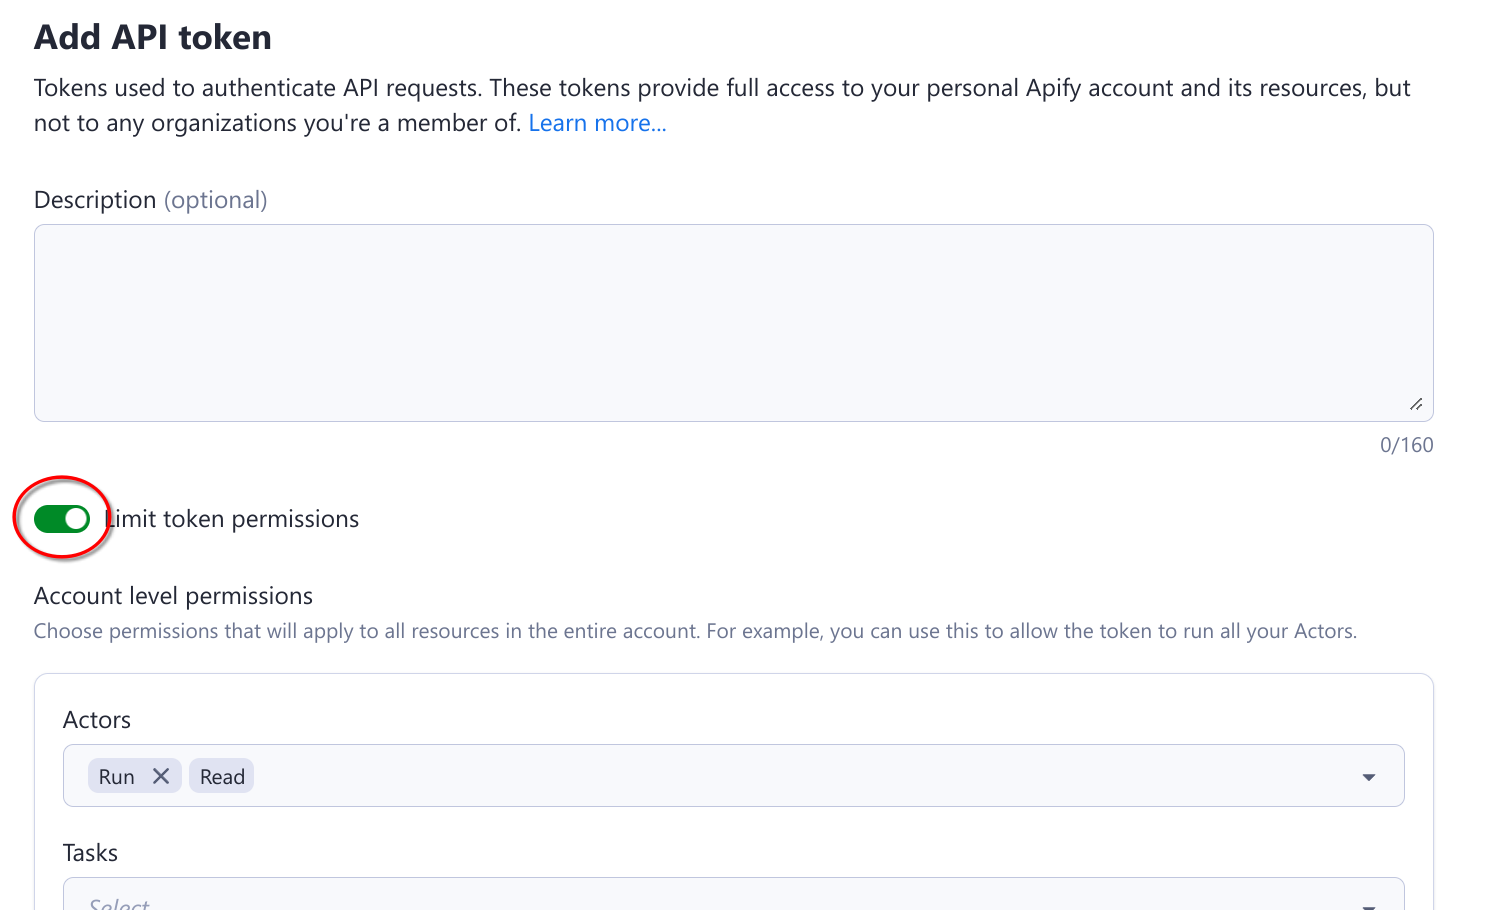 Add API token
Tokens used to authenticate API requests. These tokens provide full access to your personal Apify account and its resources, but
not to any organizations you're a member of. Learn more...
Description (optional)
0/160
Limit token permissions
Account level permissions
Choose permissions that will apply to all resources in the entire account. For example, you can use this to allow the token to run all your Actors.
Actors
Run Read
Tasks
Select